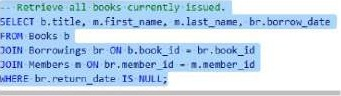 -- Retrieve all books currently issued.
SELECT b.title, m.first_name, m.last_name, br.borrow_date
FROM Books b
JOIN Borrowings br ON b.book_id = br.book_id
JOIN Members m ON br.member_id = m.member_id
WHERE br.return_date IS NULL;